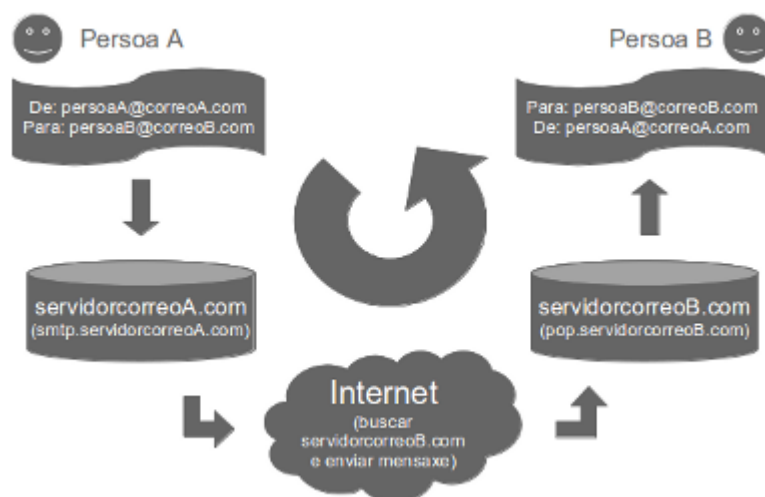 Persoa A
De: persoaA@correoA.com
Para: persoaB@correoB.com
servidorcorreoA.com
(smtp.servidorcorreoA.com)
Internet
(buscar
servidorcorreoB.com
e enviar mensaxe)
servidorcorreoB.com
(pop.servidorcorreoB.com)
Persoa B
Para: persoaB@correoB.com
De: persoaA@correoA.com